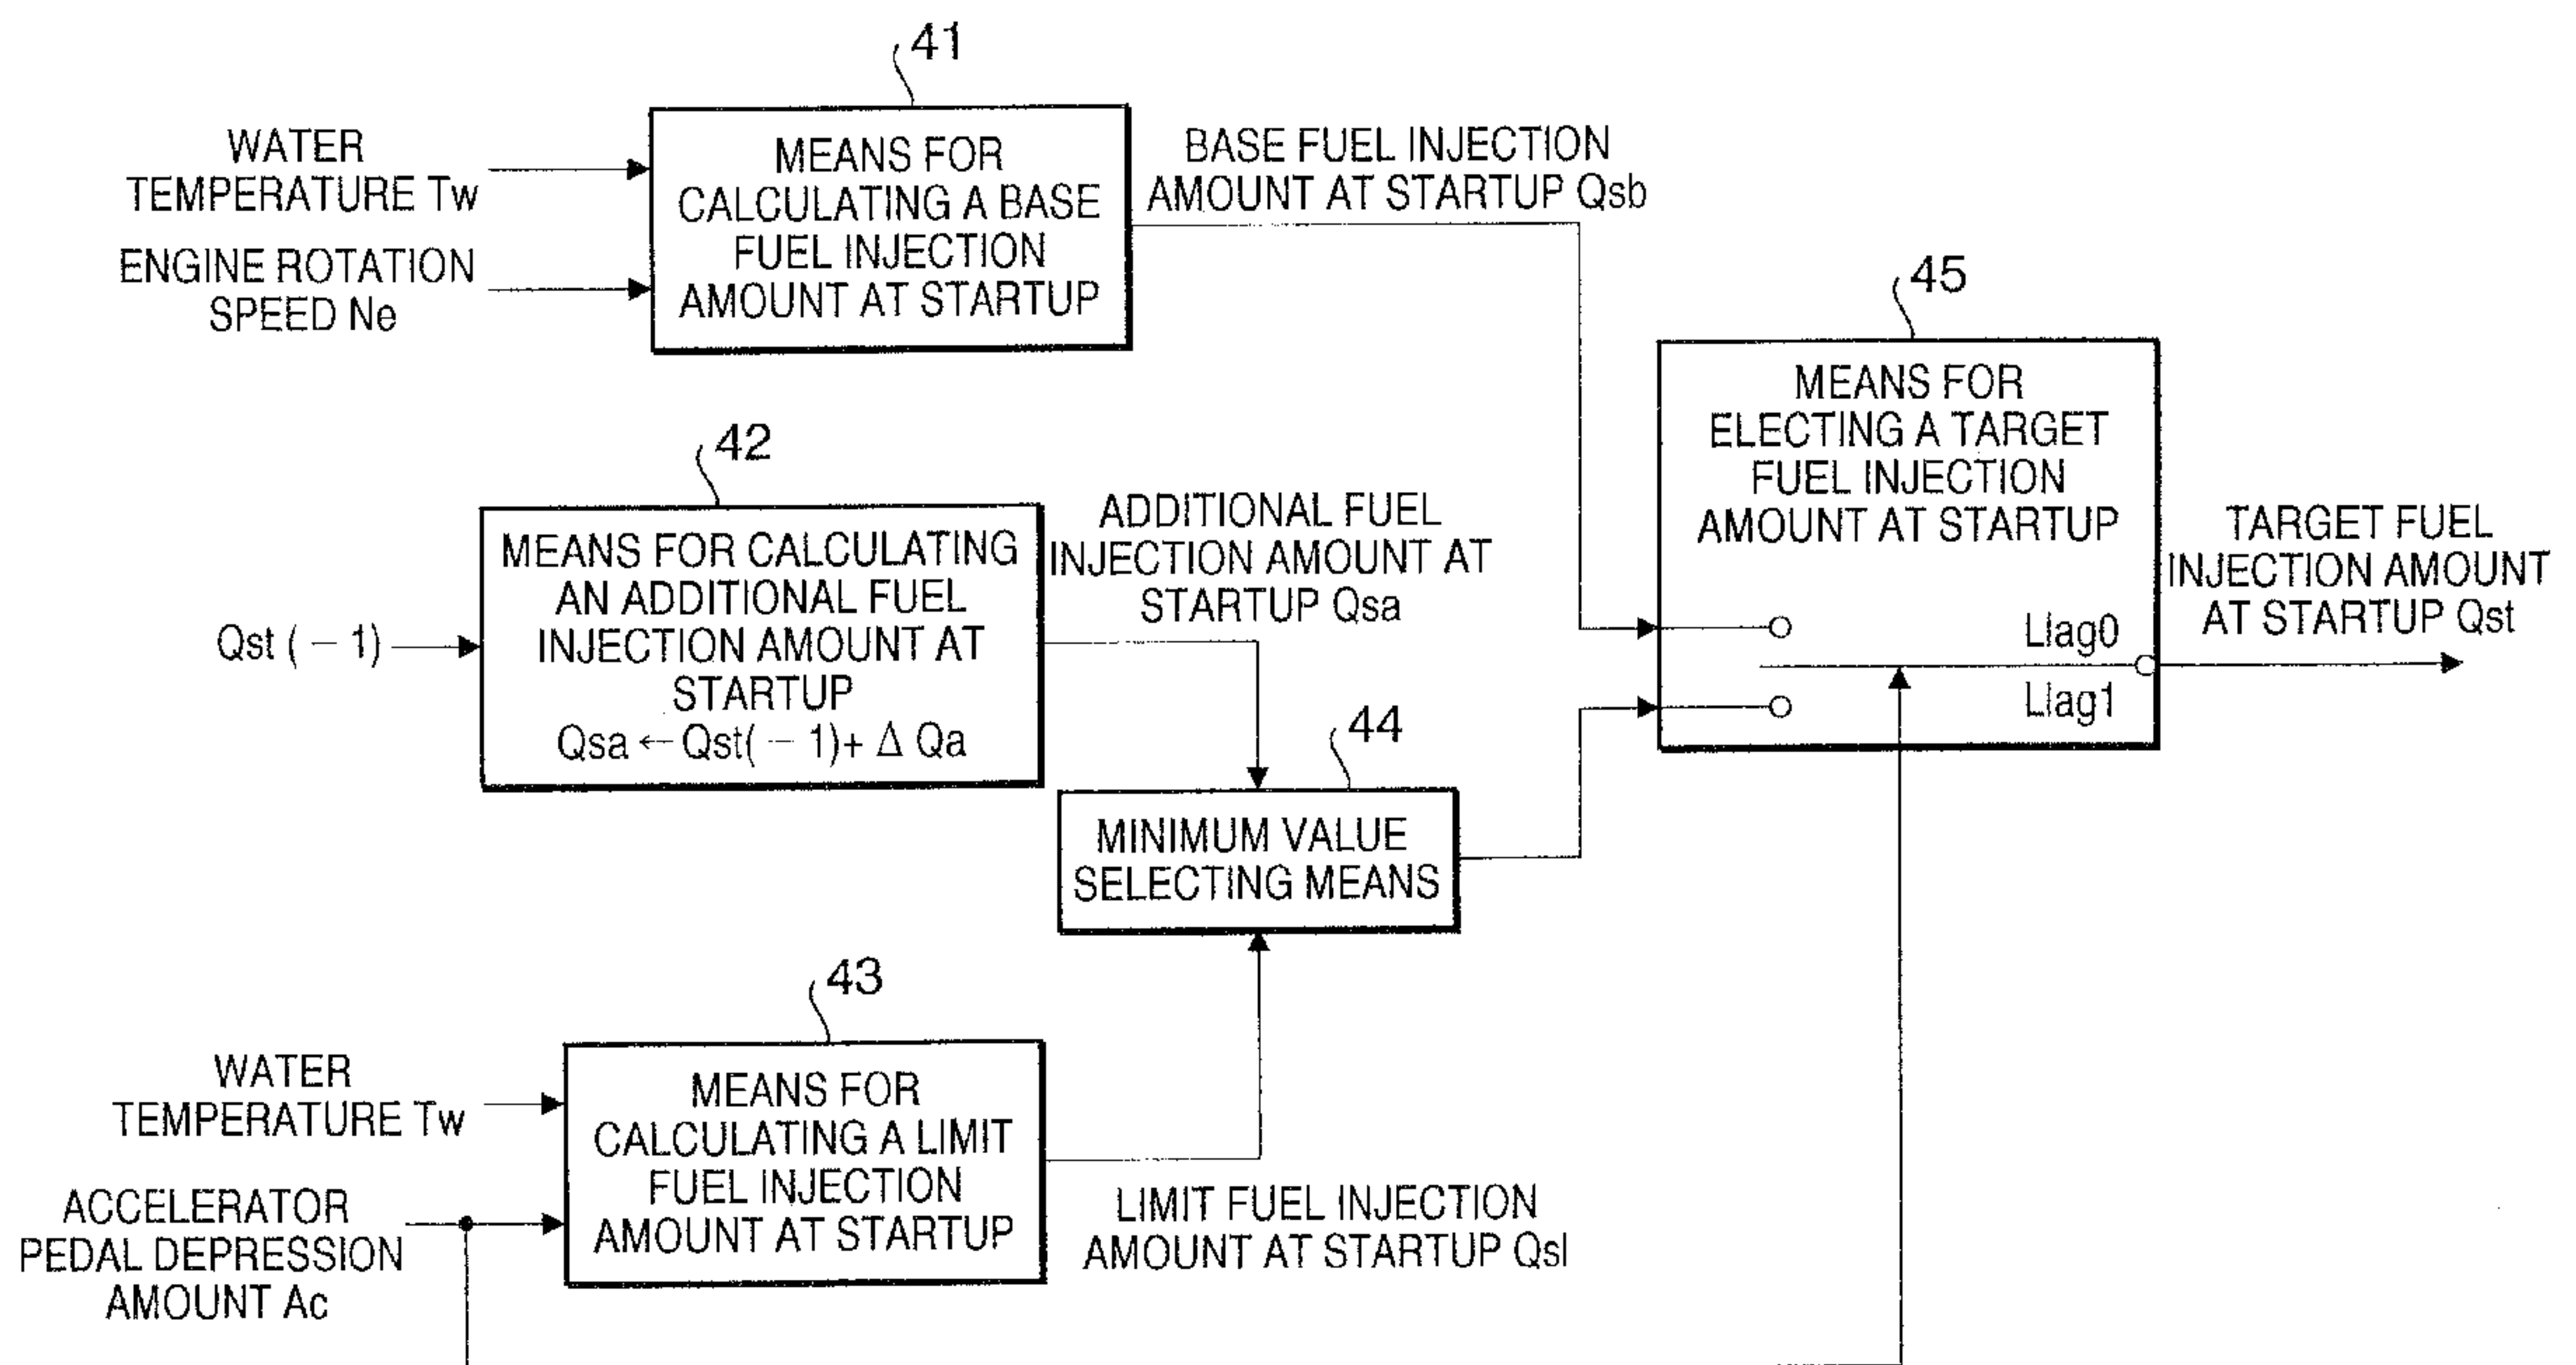 41
WATER
TEMPERATURE Tw
ENGINE ROTATION
SPEED Ne
MEANS FOR
CALCULATING A BASE
FUEL INJECTION
AMOUNT AT STARTUP
BASE FUEL INJECTION
AMOUNT AT STARTUP Qsb
42
Qst (−1)
MEANS FOR CALCULATING
AN ADDITIONAL FUEL
INJECTION AMOUNT AT
STARTUP
Qsa ← Qst(−1)+ Δ Qa
ADDITIONAL FUEL
INJECTION AMOUNT AT
STARTUP Qsa
45
MEANS FOR
ELECTING A TARGET
FUEL INJECTION
AMOUNT AT STARTUP
Llag0
Llag1
TARGET FUEL
INJECTION AMOUNT
AT STARTUP Qst
44
MINIMUM VALUE
SELECTING MEANS
43
WATER
TEMPERATURE Tw
ACCELERATOR
PEDAL DEPRESSION
AMOUNT Ac
MEANS FOR
CALCULATING A LIMIT
FUEL INJECTION
AMOUNT AT STARTUP
LIMIT FUEL INJECTION
AMOUNT AT STARTUP Qsl